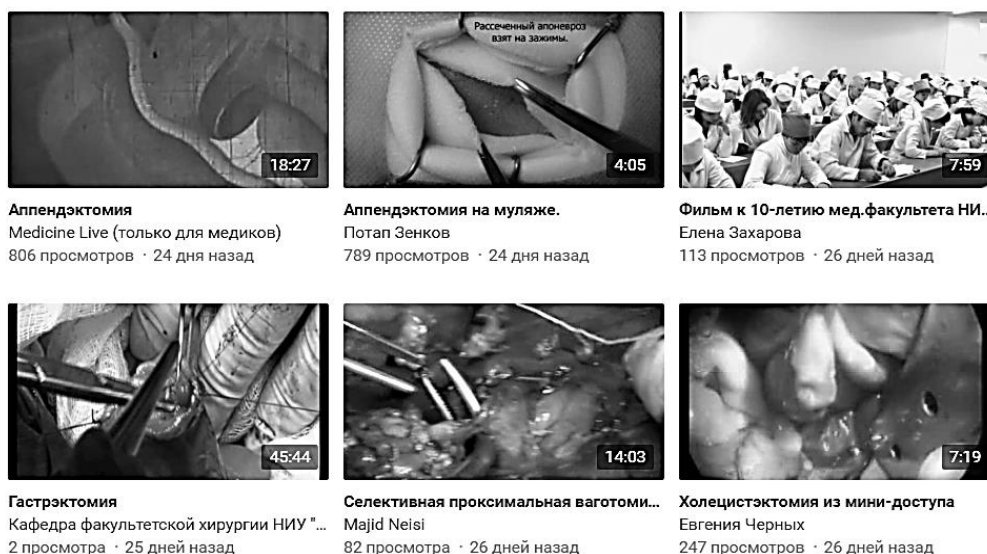 Рассеченный апоневроз
взят на зажимы.
18:27
4:05
7:59
Аппендэктомия
Medicine Live (только для медиков)
806 просмотров · 24 дня назад
Аппендэктомия на муляже.
Потап Зенков
789 просмотров · 24 дня назад
Фильм к 10-летию мед.факультета НИ...
Елена Захарова
113 просмотров · 26 дней назад
45:44
14:03
7:19
Гастрэктомия
Кафедра факультетской хирургии НИУ "...
2 просмотра · 25 дней назад
Селективная проксимальная ваготоми...
Majid Neisi
82 просмотра · 26 дней назад
Холецистэктомия из мини-доступа
Евгения Черных
247 просмотров · 26 дней назад